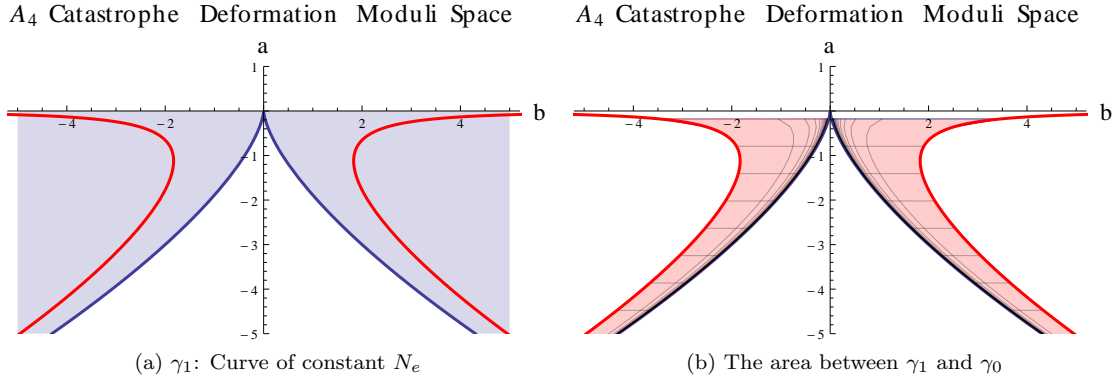 A₄ Catastrophe Deformation Moduli Space
a
1
-4 -2 2 4 b
-1
-2
-3
-4
-5
(a) γ₁: Curve of constant Nₑ
A₄ Catastrophe Deformation Moduli Space
a
1
-4 -2 2 4 b
-1
-2
-3
-4
-5
(b) The area between γ₁ and γ₀